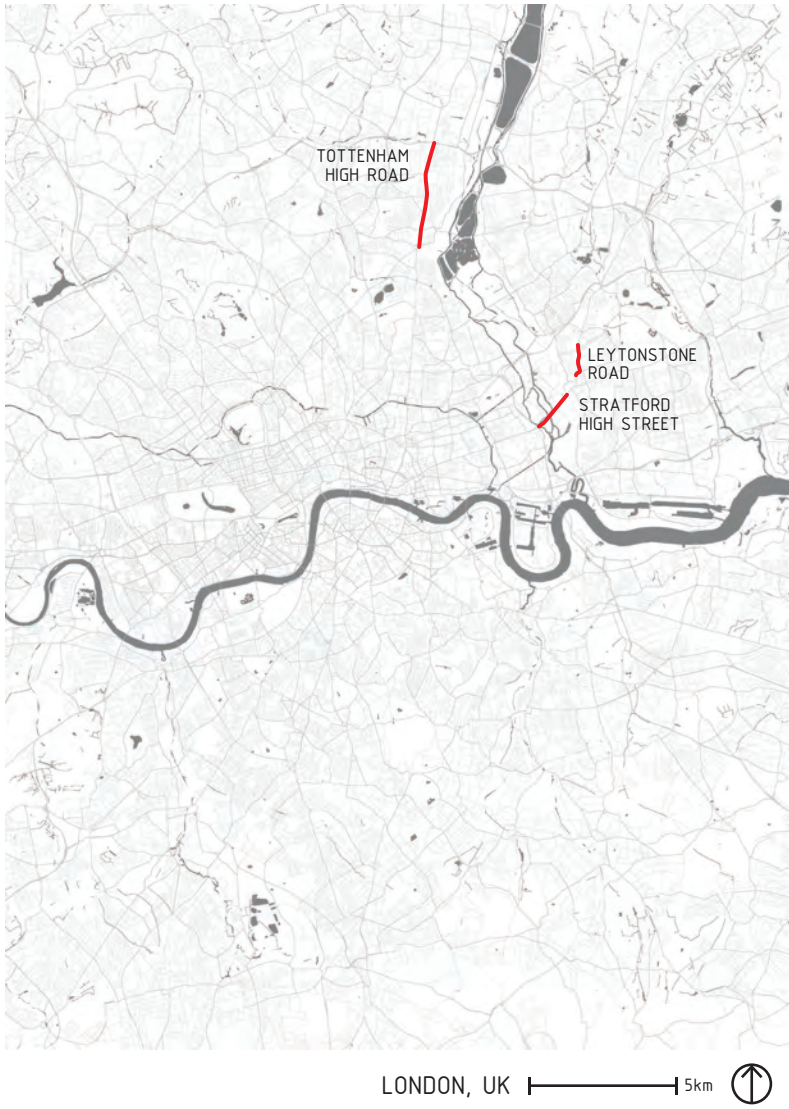 TOTTENHAM
HIGH ROAD
LEYTONSTONE
ROAD
STRATFORD
HIGH STREET
LONDON, UK
5km